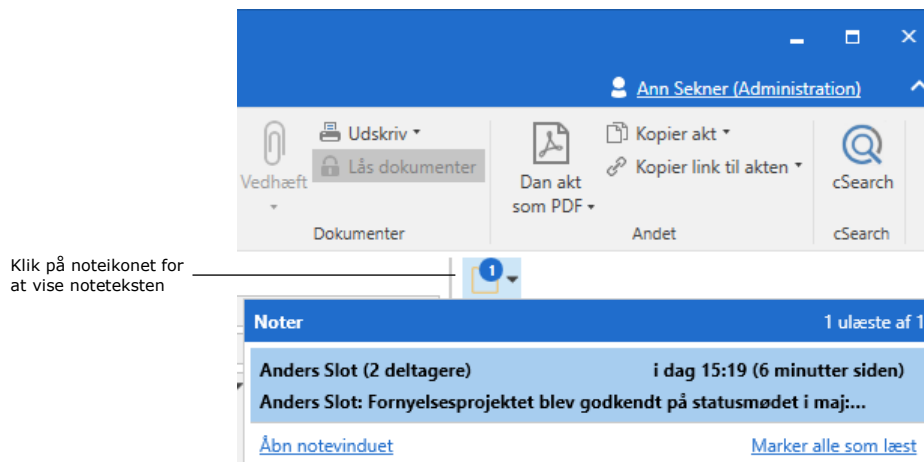 Ann Sekner (Administration)
Vedhæft
Udskriv
Lås dokumenter
Dokumenter
Dan akt
som PDF
Kopier akt
Kopier link til akten
Andet
cSearch
cSearch
Klik på noteikonet for
at vise noteteksten
1
Noter 1 ulæste af 1
Anders Slot (2 deltagere) i dag 15:19 (6 minutter siden)
Anders Slot: Fornyelsesprojektet blev godkendt på statusmødet i maj:...
Åbn notevinduet Marker alle som læst